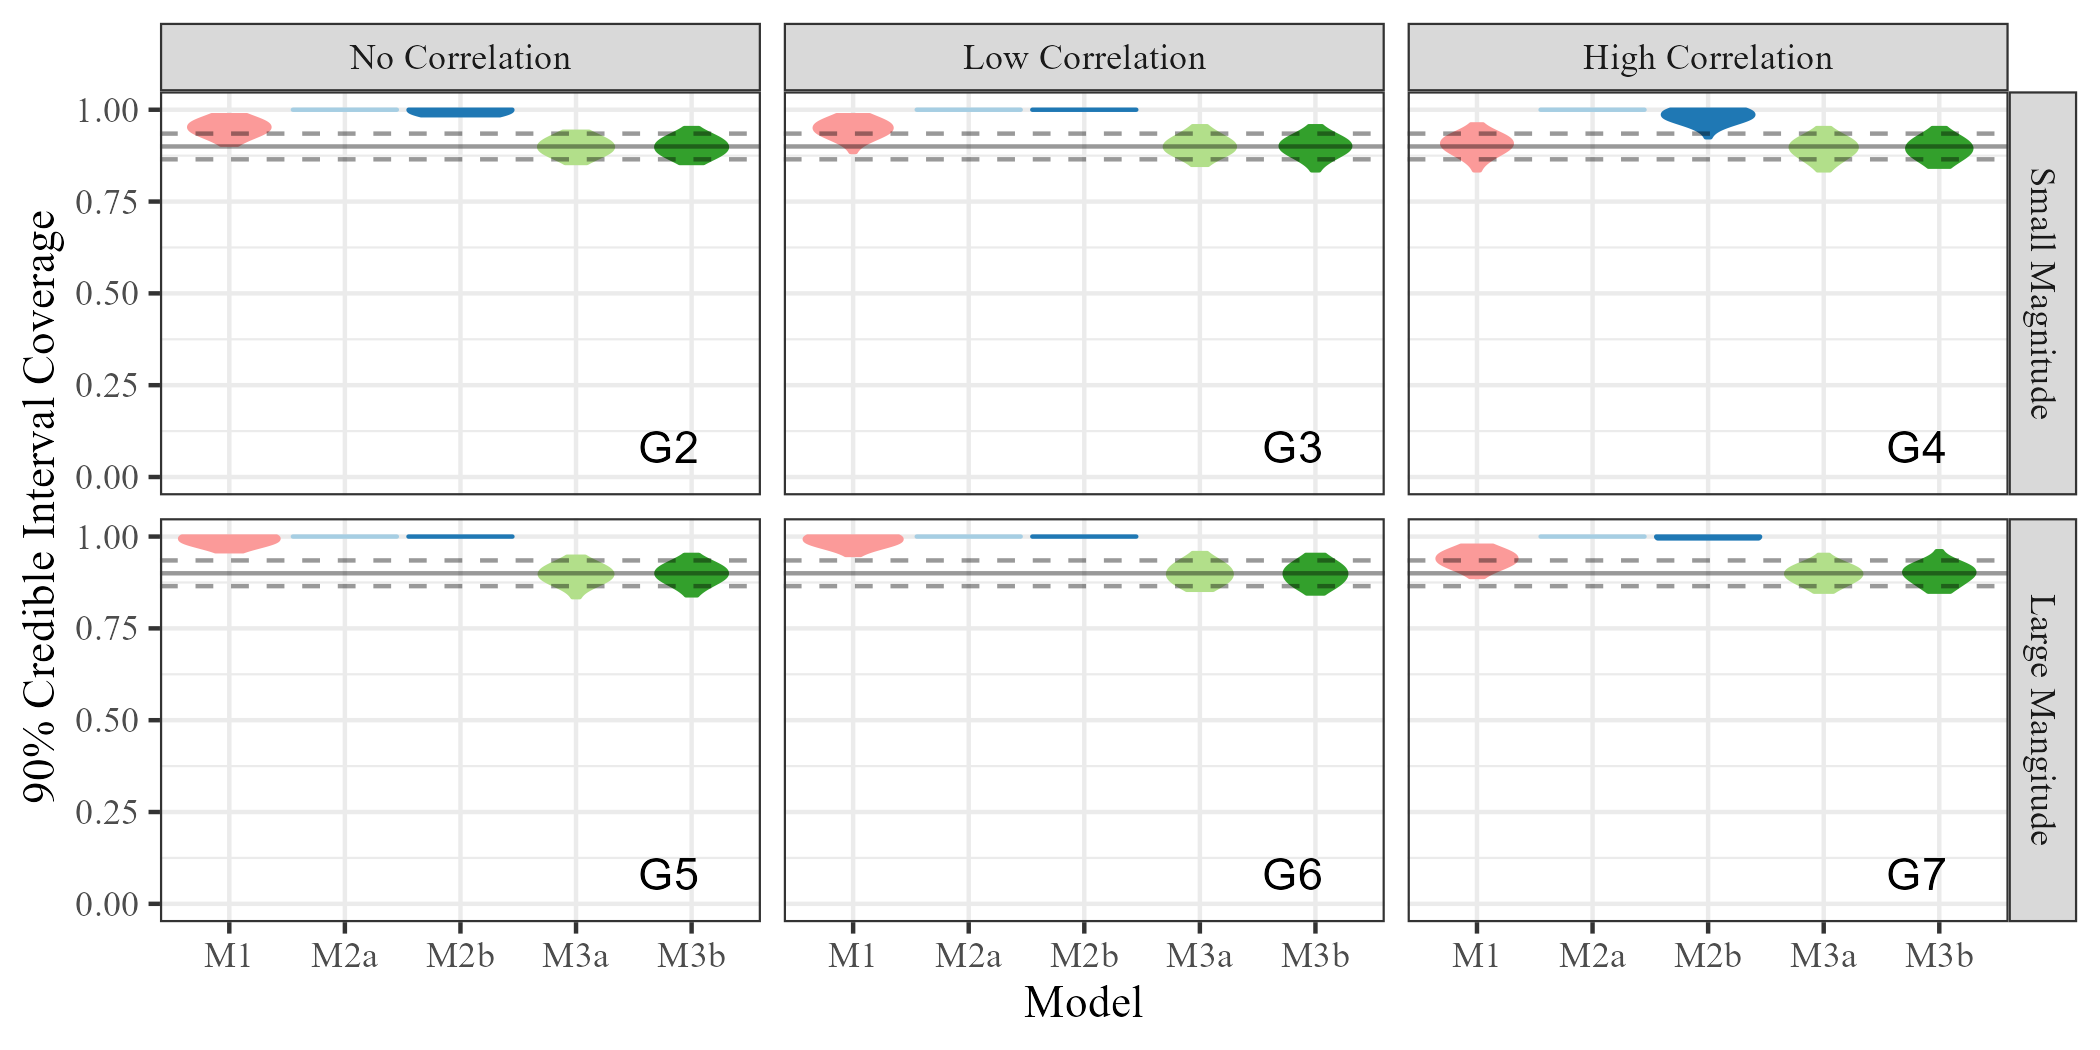 No Correlation
Low Correlation
High Correlation
90% Credible Interval Coverage
1.00
0.75
0.50
0.25
0.00
G2
G3
G4
Small Magnitude
1.00
0.75
0.50
0.25
0.00
G5
G6
G7
Large Mangitude
M1 M2a M2b M3a M3b
M1 M2a M2b M3a M3b
M1 M2a M2b M3a M3b
Model